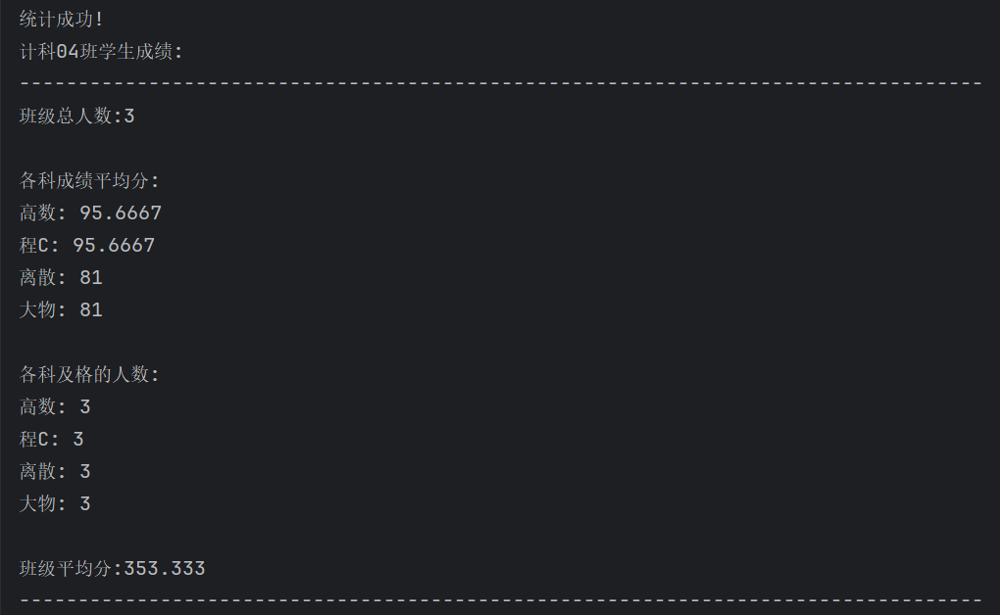 统计成功!
计科04班学生成绩:
----------------------------------------------------------------------------------
班级总人数:3
各科成绩平均分:
高数: 95.6667
程C: 95.6667
离散: 81
大物: 81
各科及格的人数:
高数: 3
程C: 3
离散: 3
大物: 3
班级平均分:353.333
----------------------------------------------------------------------------------